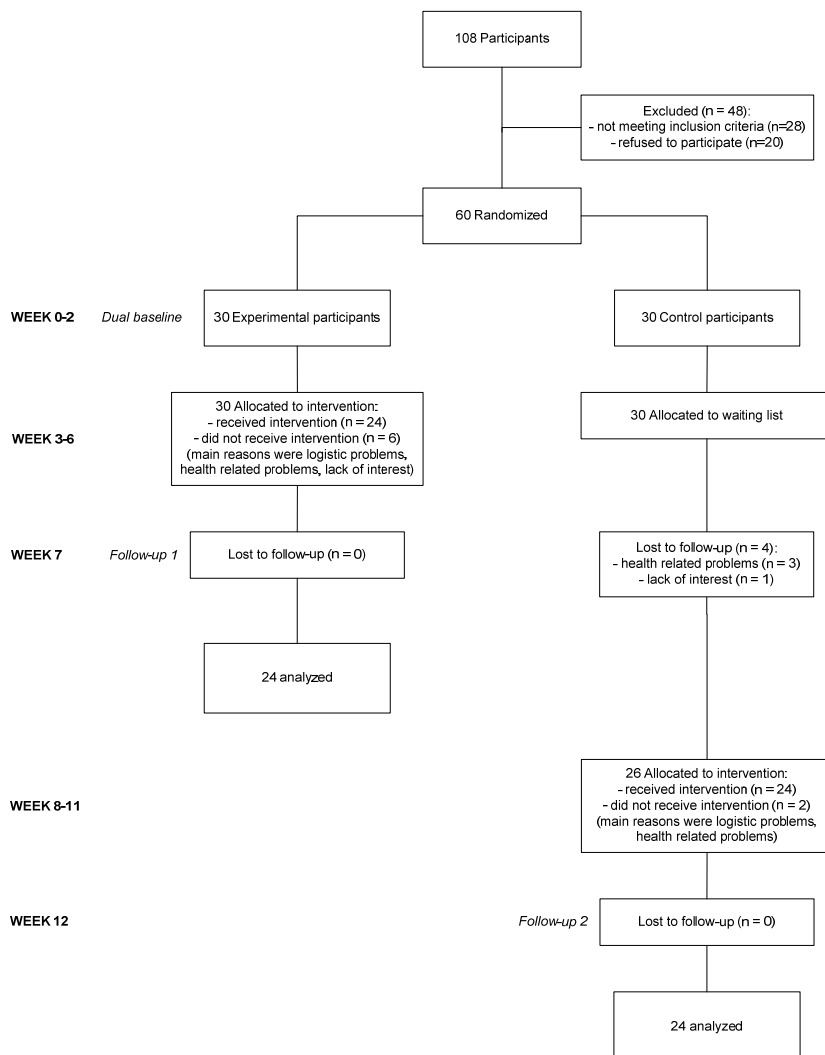 108 Participants
Excluded (n = 48):
- not meeting inclusion criteria (n=28)
- refused to participate (n=20)
60 Randomized
WEEK 0-2
Dual baseline
30 Experimental participants
30 Control participants
WEEK 3-6
30 Allocated to intervention:
- received intervention (n = 24)
- did not receive intervention (n = 6)
(main reasons were logistic problems,
health related problems, lack of interest)
30 Allocated to waiting list
WEEK 7
Follow-up 1
Lost to follow-up (n = 0)
Lost to follow-up (n = 4):
- health related problems (n = 3)
- lack of interest (n = 1)
24 analyzed
WEEK 8-11
26 Allocated to intervention:
- received intervention (n = 24)
- did not receive intervention (n = 2)
(main reasons were logistic problems,
health related problems)
WEEK 12
Follow-up 2
Lost to follow-up (n = 0)
24 analyzed